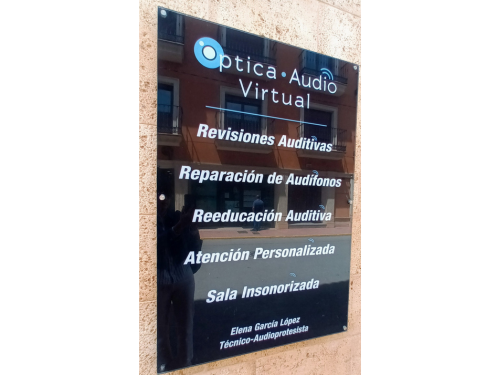 Optica·Audio
Virtual
Revisiones Auditivas
Reparación de Audífonos
Reeducación Auditiva
Atención Personalizada
Sala Insonorizada
Elena García López
Técnico-Audioprotesista